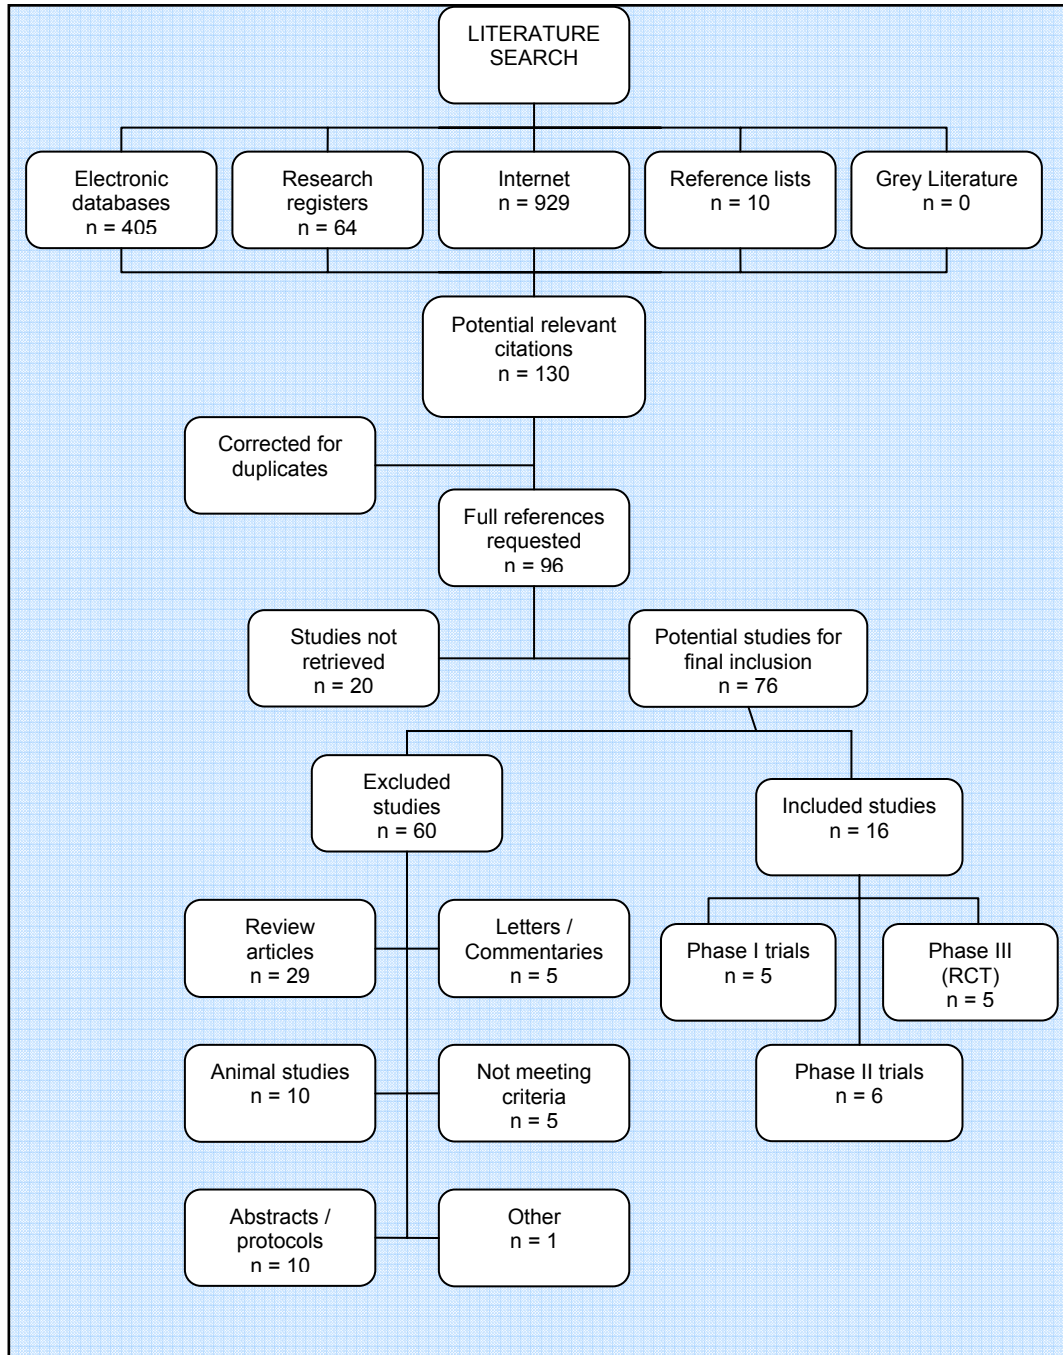 LITERATURE
SEARCH
Electronic
databases
n = 405
Research
registers
n = 64
Internet
n = 929
Reference lists
n = 10
Grey Literature
n = 0
Potential relevant
citations
n = 130
Corrected for
duplicates
Full references
requested
n = 96
Studies not
retrieved
n = 20
Potential studies for
final inclusion
n = 76
Excluded
studies
n = 60
Included studies
n = 16
Review
articles
n = 29
Letters /
Commentaries
n = 5
Phase I trials
n = 5
Phase III
(RCT)
n = 5
Animal studies
n = 10
Not meeting
criteria
n = 5
Phase II trials
n = 6
Abstracts /
protocols
n = 10
Other
n = 1